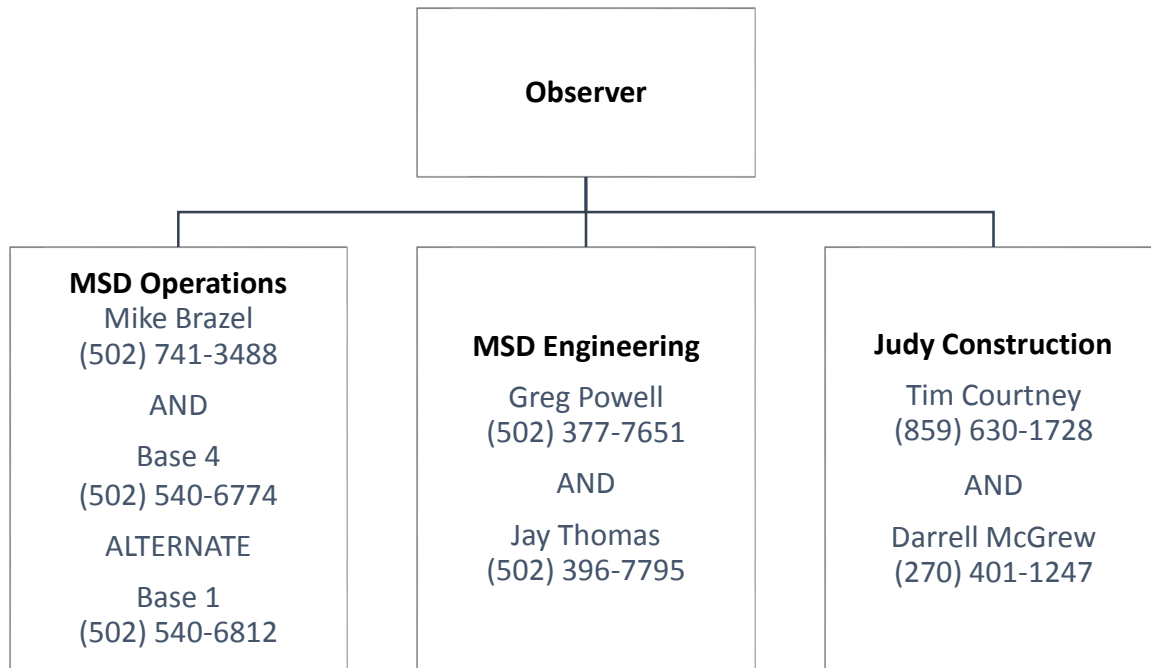 Observer
MSD Operations
Mike Brazel
(502) 741-3488
AND
Base 4
(502) 540-6774
ALTERNATE
Base 1
(502) 540-6812
MSD Engineering
Greg Powell
(502) 377-7651
AND
Jay Thomas
(502) 396-7795
Judy Construction
Tim Courtney
(859) 630-1728
AND
Darrell McGrew
(270) 401-1247